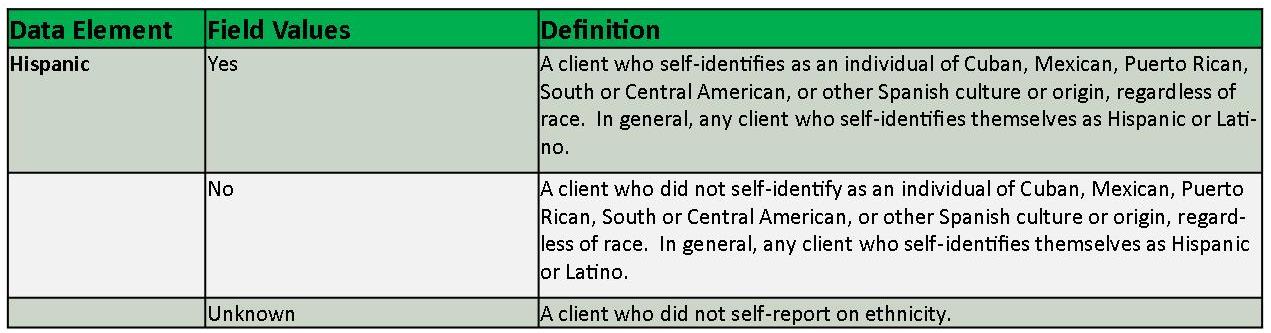 Data Element Field Values Definition
Hispanic Yes A client who self-identifies as an individual of Cuban, Mexican, Puerto Rican,
South or Central American, or other Spanish culture or origin, regardless of
race.  In general, any client who self-identifies themselves as Hispanic or Lati-
no.
No A client who did not self-identify as an individual of Cuban, Mexican, Puerto
Rican, South or Central American, or other Spanish culture or origin, regard-
less of race.  In general, any client who self-identifies themselves as Hispanic
or Latino.
Unknown A client who did not self-report on ethnicity.